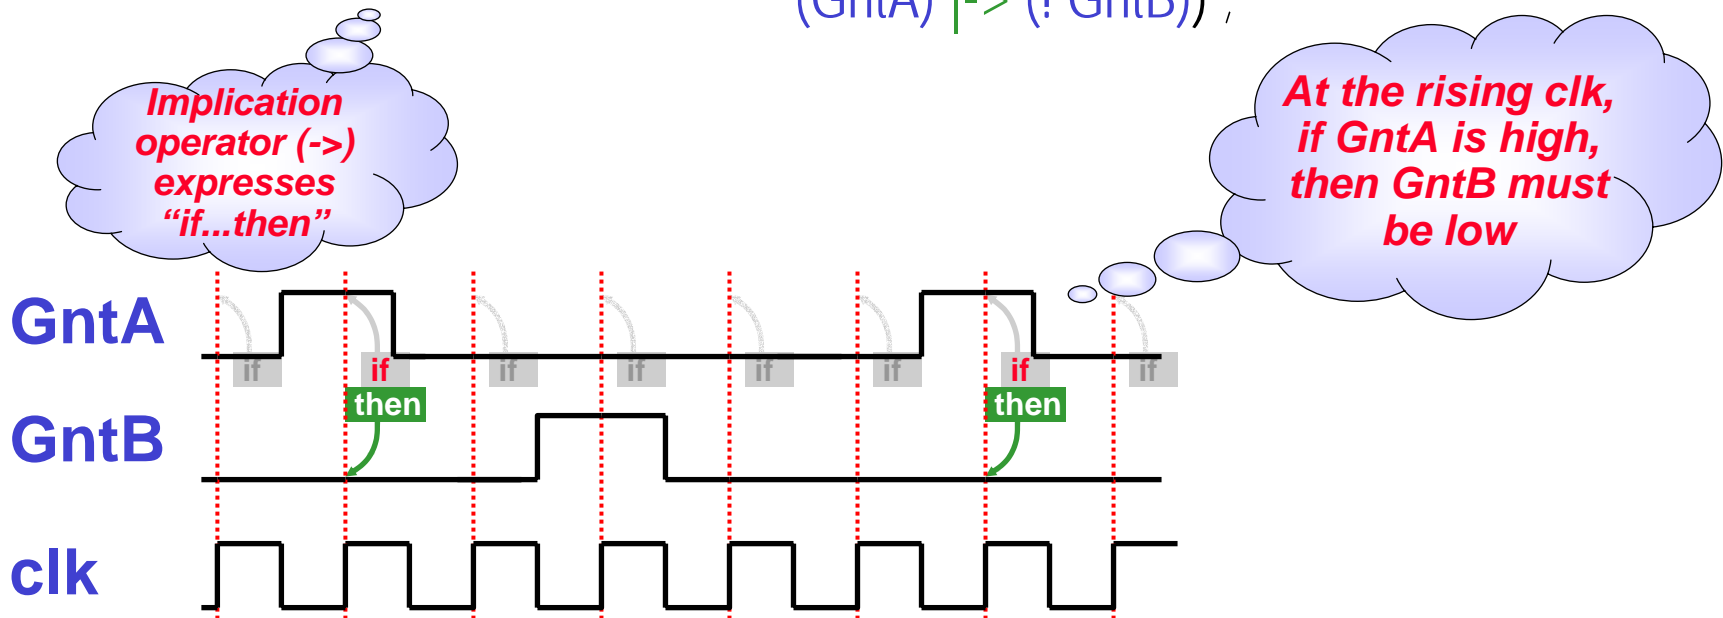 (GntA) |-> (! GntB)) ;
Implication
operator (->)
expresses
“if...then”
At the rising clk,
if GntA is high,
then GntB must
be low
GntA
if if if if if if if if
then then
GntB
clk